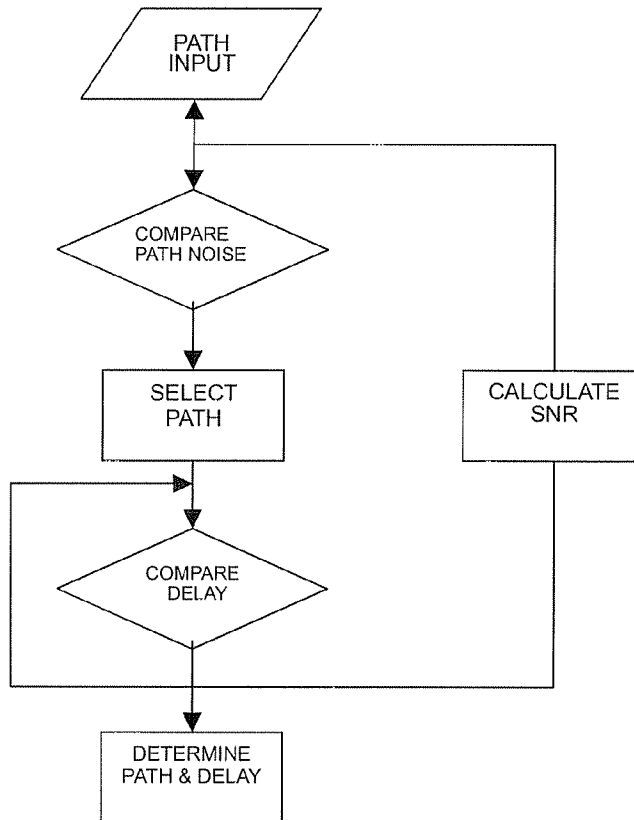 PATH
INPUT
COMPARE
PATH NOISE
SELECT
PATH
CALCULATE
SNR
COMPARE
DELAY
DETERMINE
PATH & DELAY